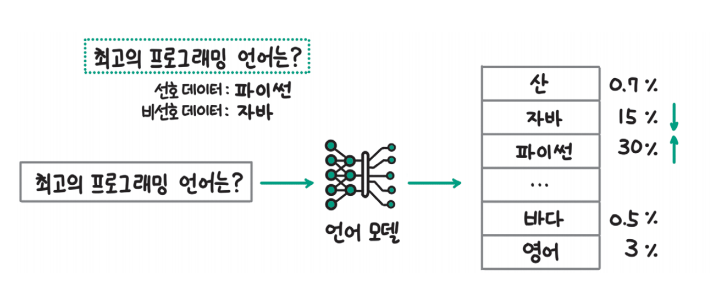 최고의 프로그래밍 언어는?
선호 데이터: 파이썬
비선호 데이터: 자바
최고의 프로그래밍 언어는?
언어 모델
산 0.7 %
자바 15 %
파이썬 30 %
...
바다 0.5 %
영어 3 %